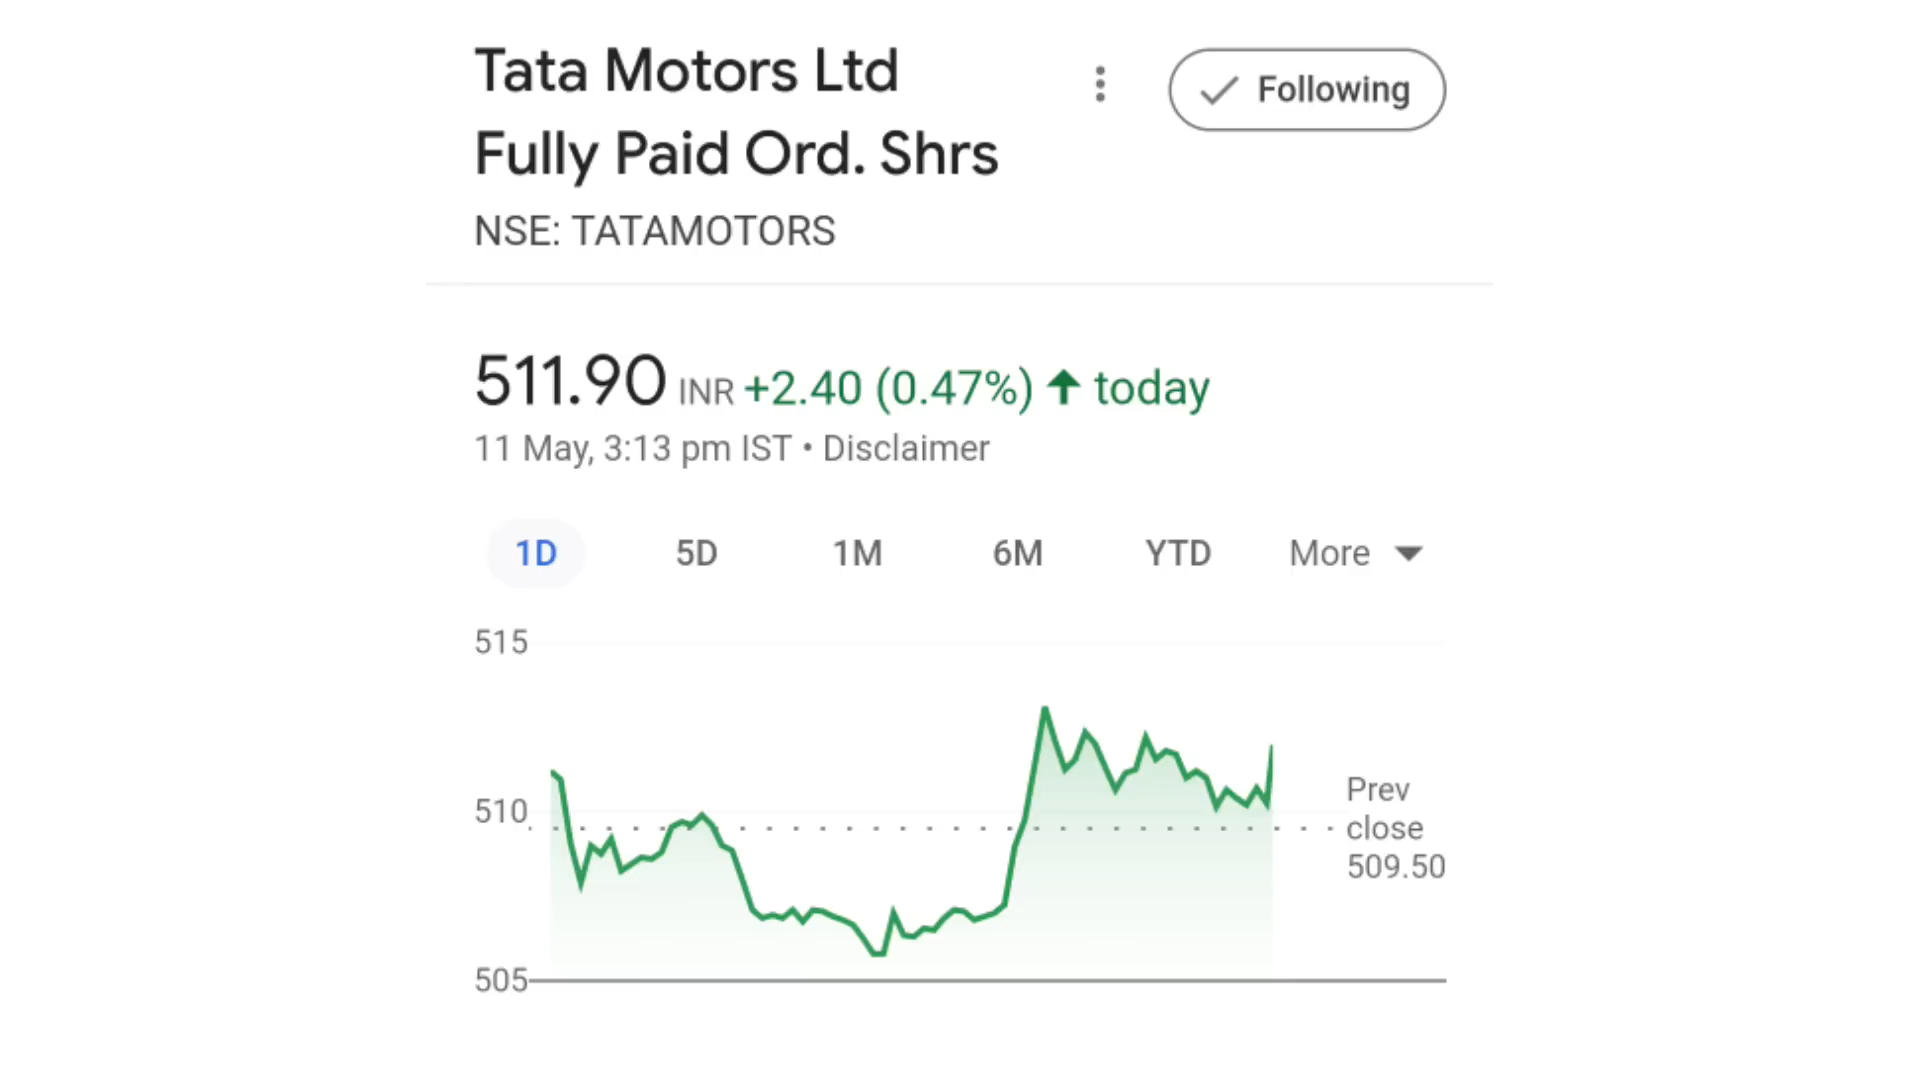 Tata Motors Ltd
Fully Paid Ord. Shrs
Following
NSE: TATAMOTORS
511.90 INR +2.40 (0.47%) ↑ today
11 May, 3:13 pm IST • Disclaimer
1D 5D 1M 6M YTD More
515
510
505
Prev
close
509.50